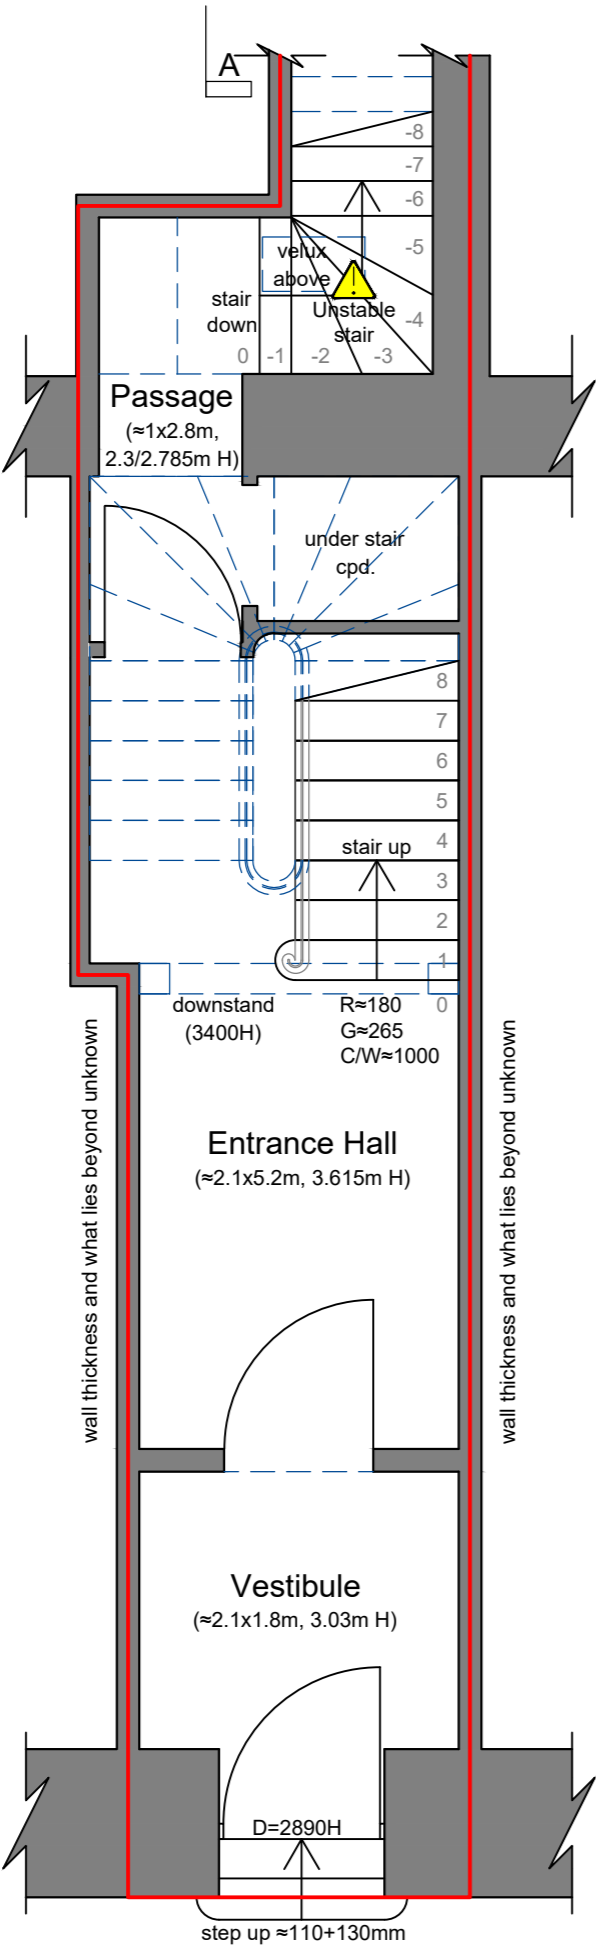 A
-8
-7
-6
-5
velux
above
Unstable
stair
stair
down
-4
0
-1
-2
-3
Passage
(≈1x2.8m,
2.3/2.785m H)
under stair
cpd.
8
7
6
5
4
stair up
3
2
1
0
downstand
(3400H)
R≈180
G≈265
C/W≈1000
wall thickness and what lies beyond unknown
wall thickness and what lies beyond unknown
Entrance Hall
(≈2.1x5.2m, 3.615m H)
Vestibule
(≈2.1x1.8m, 3.03m H)
D=2890H
step up ≈110+130mm